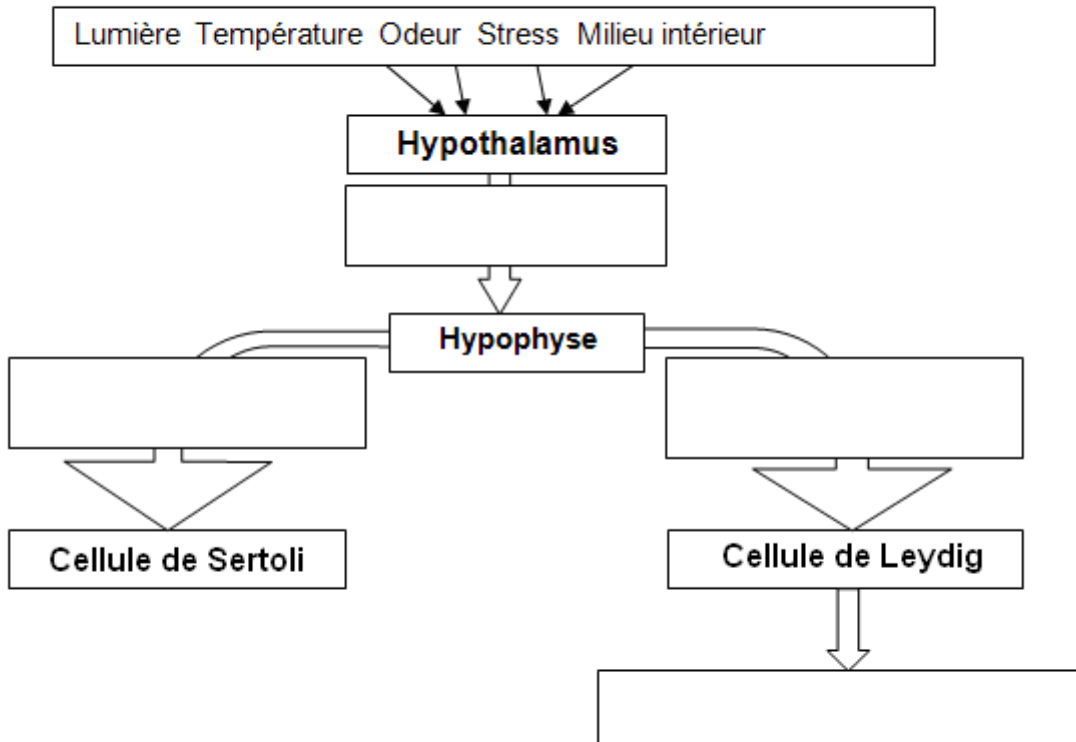 Lumière Température Odeur Stress Milieu intérieur
Hypothalamus
Hypophyse
Cellule de Sertoli
Cellule de Leydig